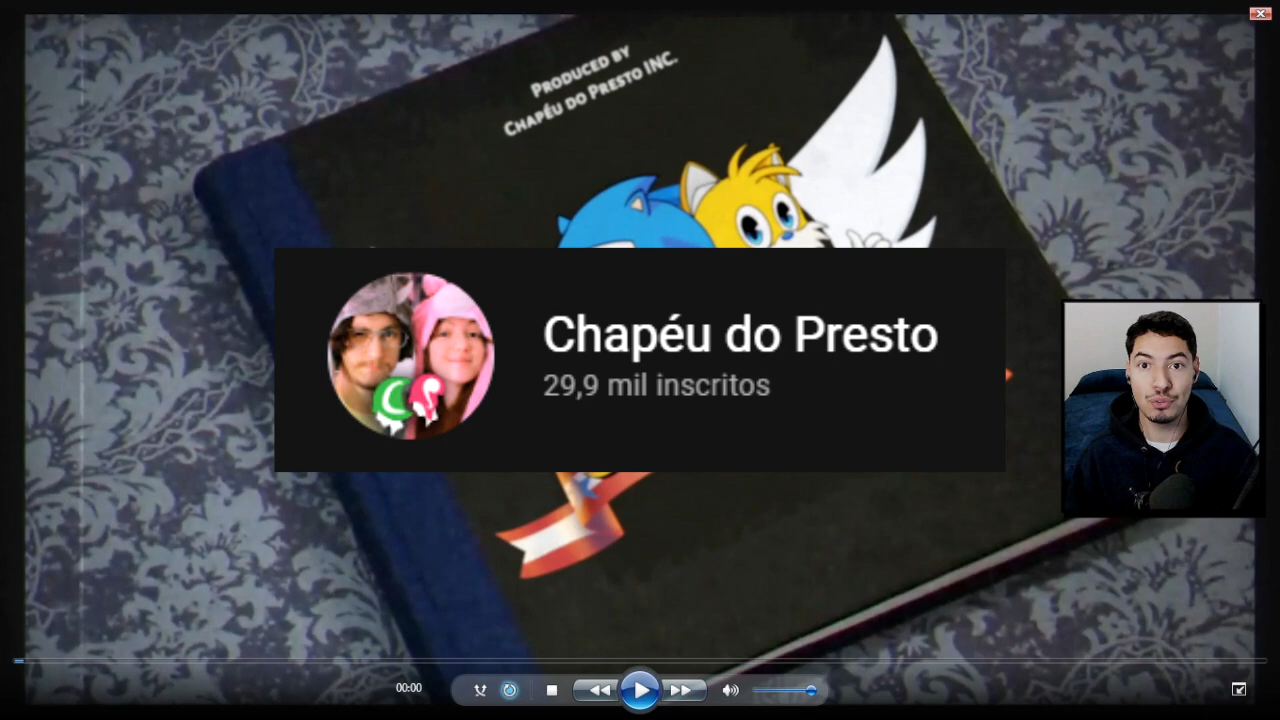 PRODUCED BY
CHAPÉU DO PRESTO INC.
Chapéu do Presto
29,9 mil inscritos
00:00